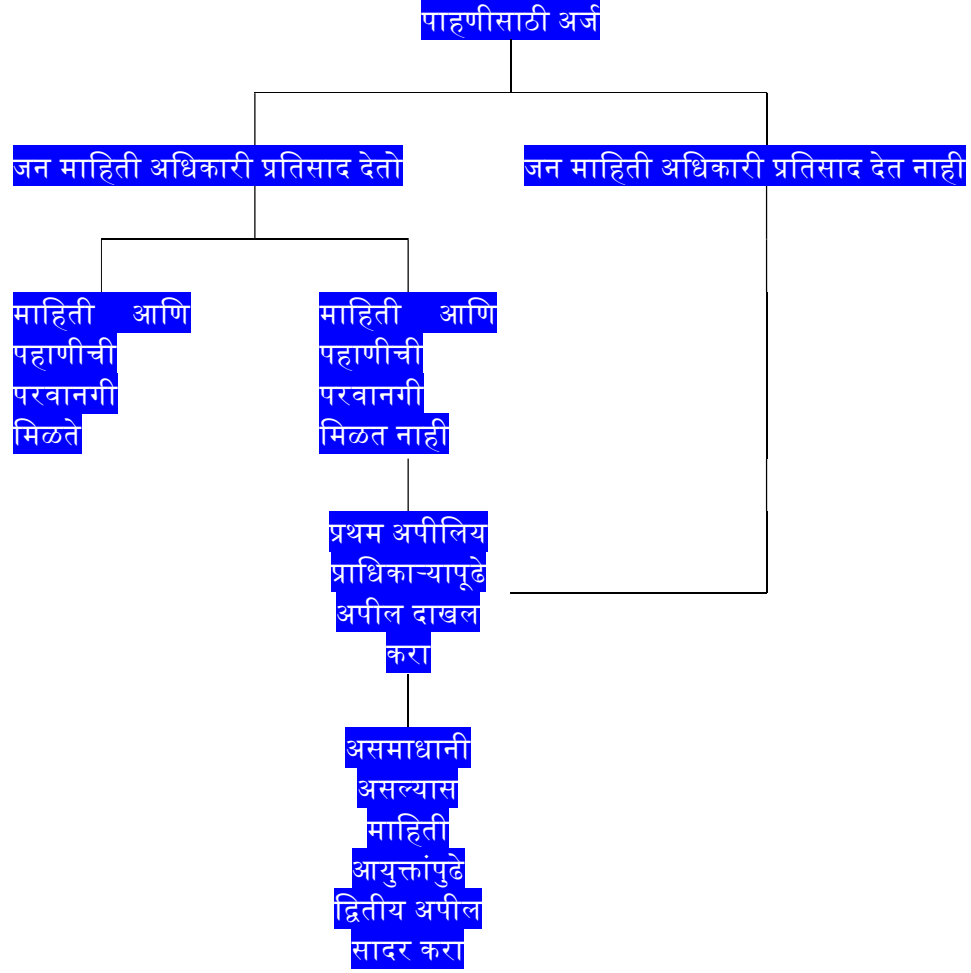 पाहणीसाठी अर्ज
जन माहिती अधिकारी प्रतिसाद देतो
जन माहिती अधिकारी प्रतिसाद देत नाही
माहिती आणि
पहाणीची
परवानगी
मिळते
माहिती आणि
पहाणीची
परवानगी
मिळत नाही
प्रथम अपीलिय
प्राधिकाऱ्यापूढे
अपील दाखल
करा
असमाधानी
असल्यास
माहिती
आयुक्तांपुढे
द्वितीय अपील
सादर करा